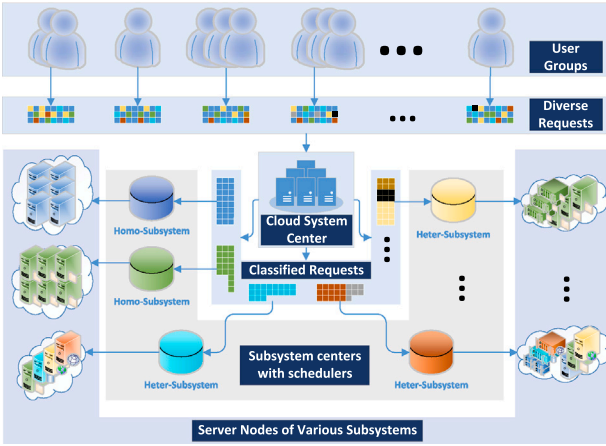 User
Groups
Diverse
Requests
Cloud System
Center
Homo-Subsystem
Heter-Subsystem
Classified Requests
Homo-Subsystem
Subsystem centers
with schedulers
Heter-Subsystem
Heter-Subsystem
Server Nodes of Various Subsystems